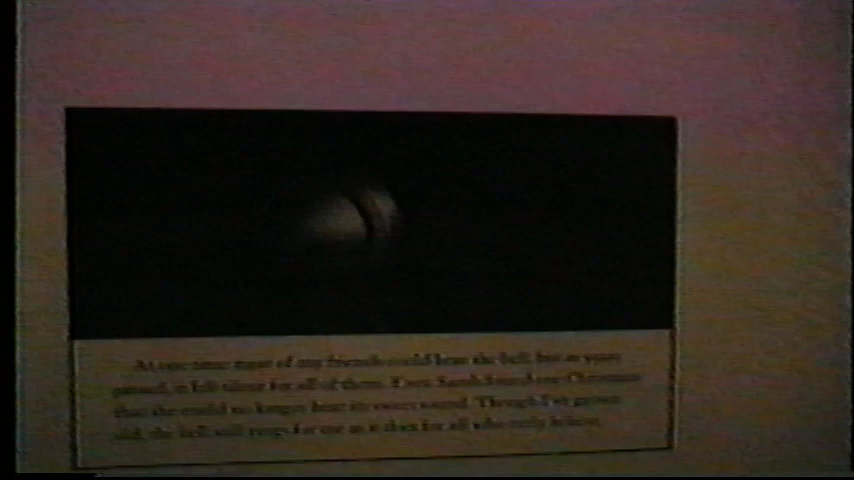 At one time most of my friends could hear the bell, but as years
passed, it fell silent for all of them. Even Sarah found one Christmas
that she could no longer hear its sweet sound. Though I've grown
old, the bell still rings for me as it does for all who truly believe.